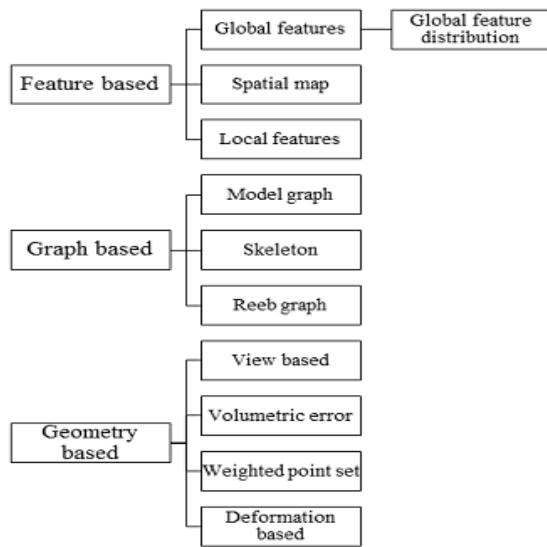 Feature based
Global features
Global feature
distribution
Spatial map
Local features
Graph based
Model graph
Skeleton
Reeb graph
Geometry
based
View based
Volumetric error
Weighted point set
Deformation
based